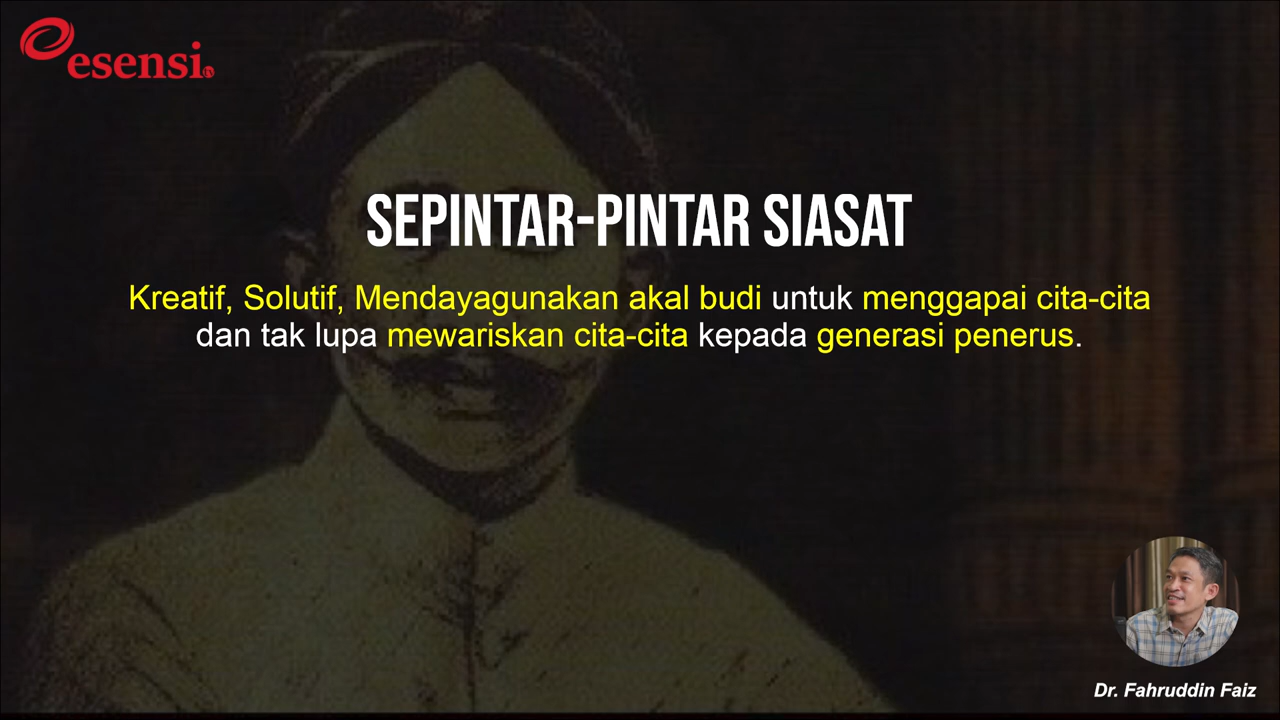 esensi
SEPINTAR-PINTAR SIASAT
Kreatif, Solutif, Mendayagunakan akal budi untuk menggapai cita-cita
dan tak lupa mewariskan cita-cita kepada generasi penerus.
Dr. Fahruddin Faiz